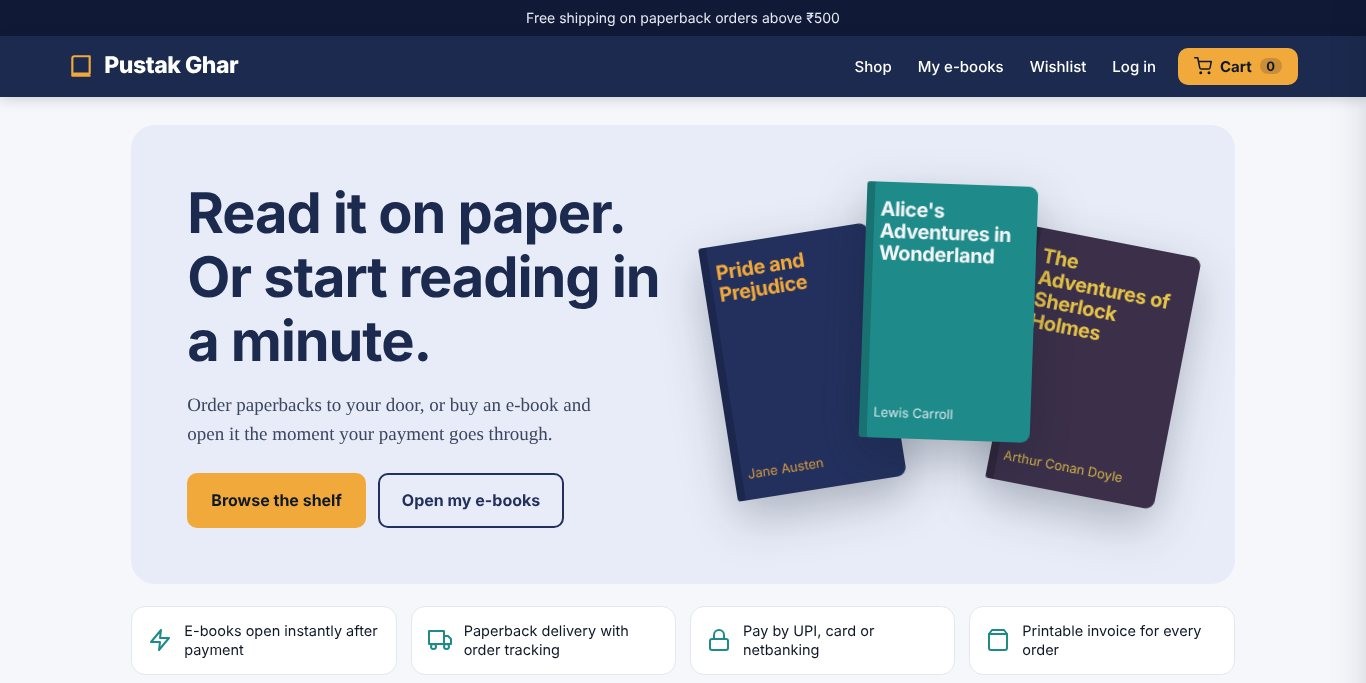 Free shipping on paperback orders above ₹500
Pustak Ghar
Shop
My e-books
Wishlist
Log in
Cart 0
Read it on paper.
Or start reading in
a minute.
Order paperbacks to your door, or buy an e-book and
open it the moment your payment goes through.
Browse the shelf
Open my e-books
Pride and
Prejudice
Jane Austen
Alice's
Adventures in
Wonderland
Lewis Carroll
The
Adventures of
Sherlock
Holmes
Arthur Conan Doyle
E-books open instantly after
payment
Paperback delivery with
order tracking
Pay by UPI, card or
netbanking
Printable invoice for every
order